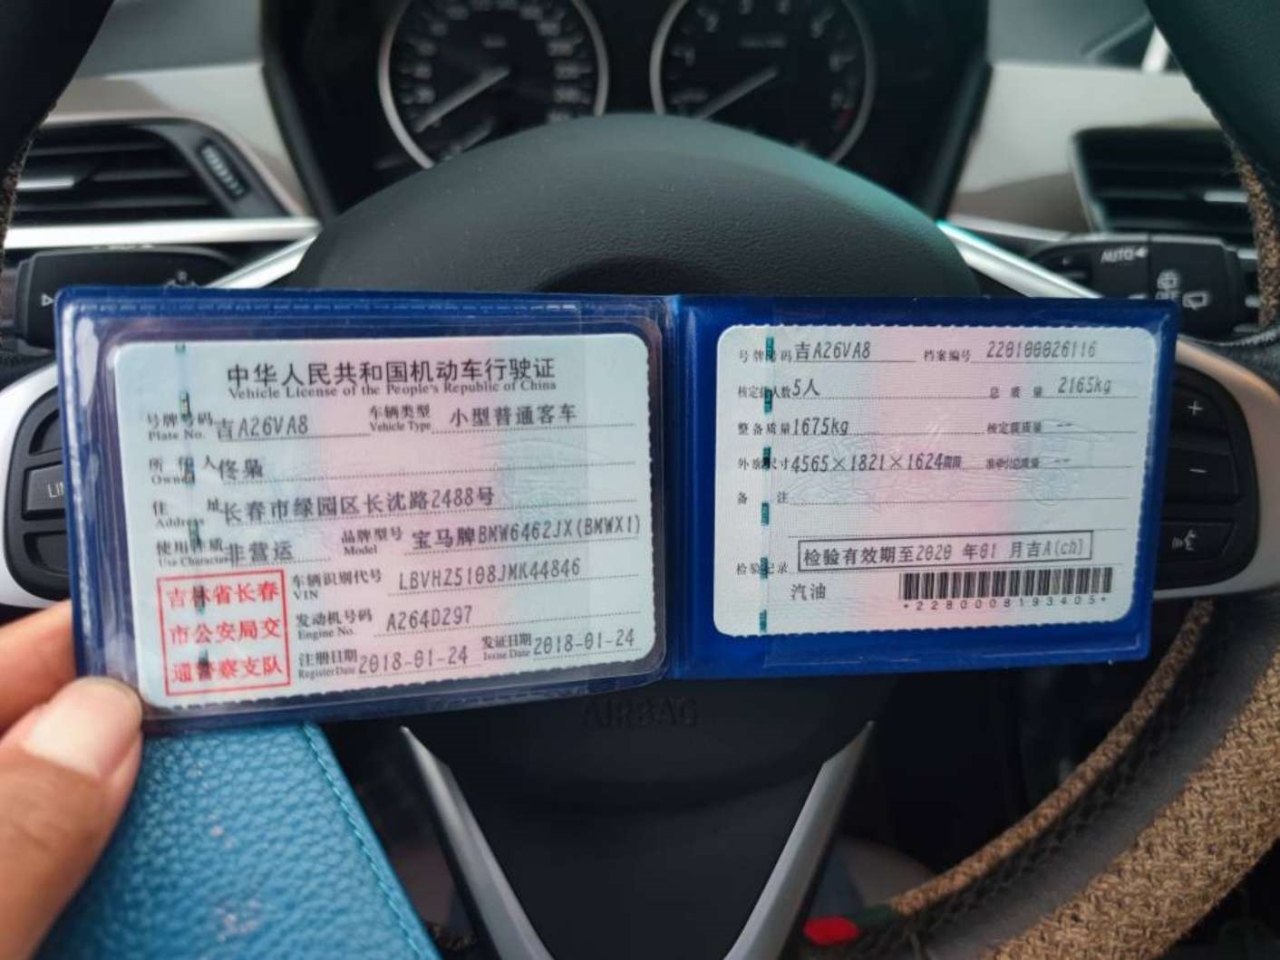 中华人民共和国机动车行驶证
Vehicle License of the People's Republic of China
号牌号码 吉A26VA8 车辆类型 小型普通客车
Plate No. Vehicle Type
所有人 佟枭
Owner
住址 长春市绿园区长沈路2488号
Address
使用性质 非营运 品牌型号 宝马牌BMW6462JX(BMWX1)
Use Character Model
吉林省长春
市公安局交
通警察支队
车辆识别代号 LBVHZ5108JMK44846
VIN
发动机号码 A264D297
Engine No.
注册日期 2018-01-24 发证日期 2018-01-24
Register Date Issue Date
号牌号码 吉A26VA8 档案编号 220100026116
核定载人数 5人 总质量 2165kg
整备质量 1675kg 核定载质量 --
外廓尺寸 4565×1821×1624mm 准牵引总质量 --
备注
检验记录 检验有效期至2020年01月吉A(ch)
汽油
*2280008193405*
AIRBAG
AUTO
OFF